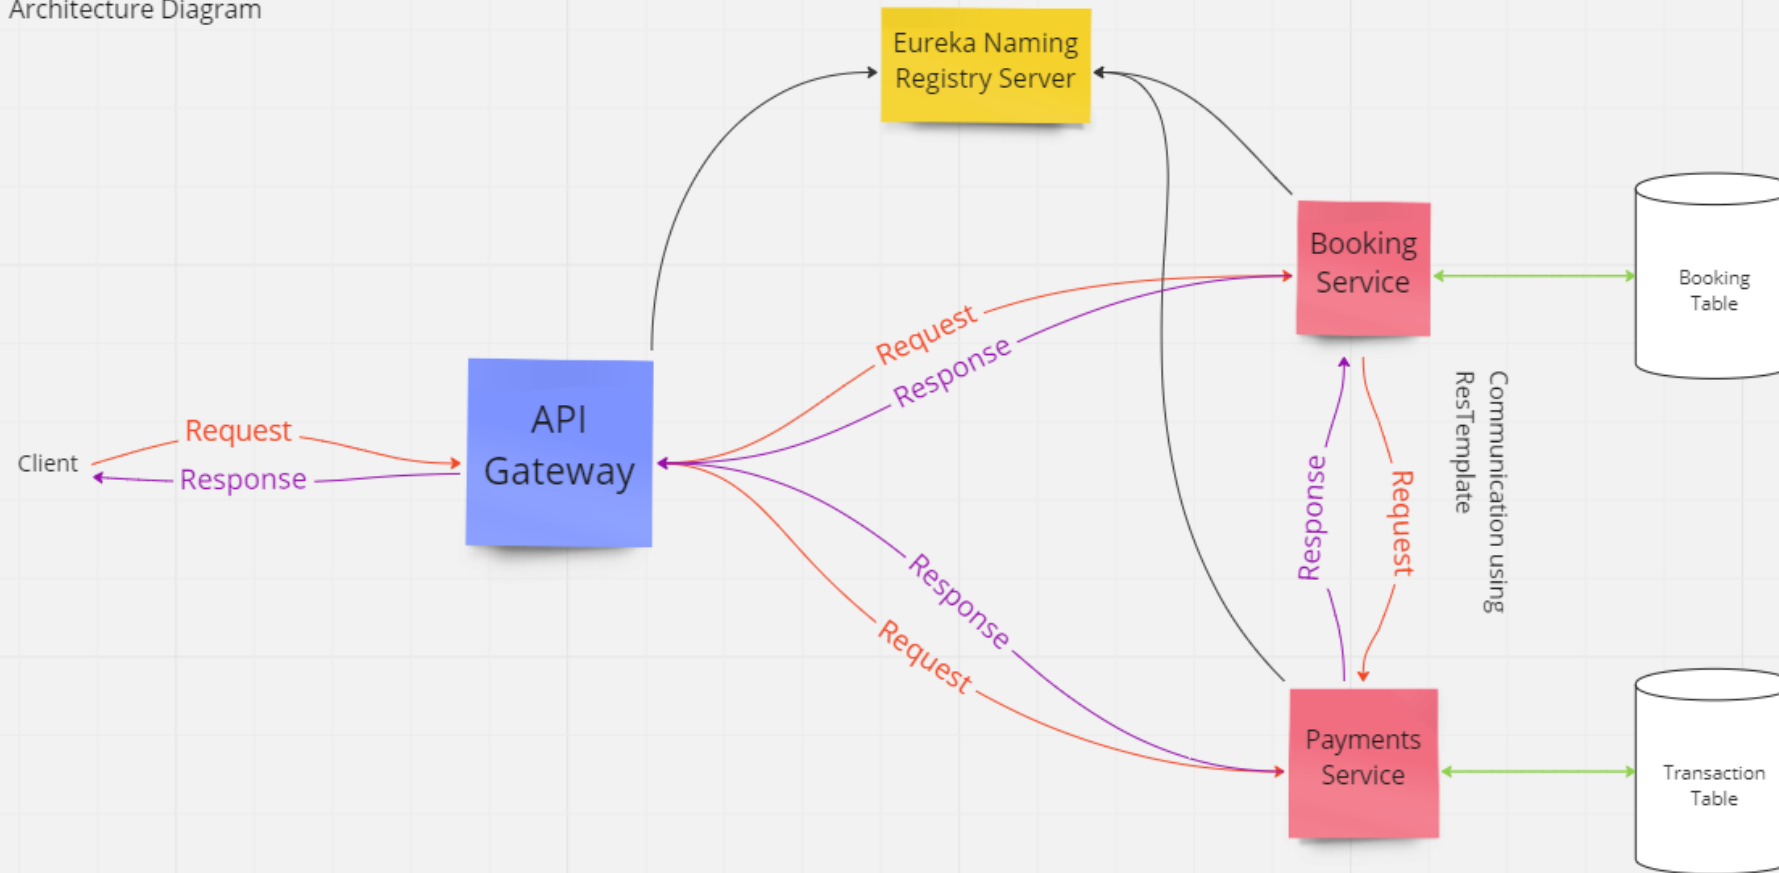 Architecture Diagram
Eureka Naming
Registry Server
Booking
Service
Booking
Table
Request
Response
API
Gateway
Client
Request
Response
Communication using
ResTemplate
Response
Request
Response
Request
Payments
Service
Transaction
Table